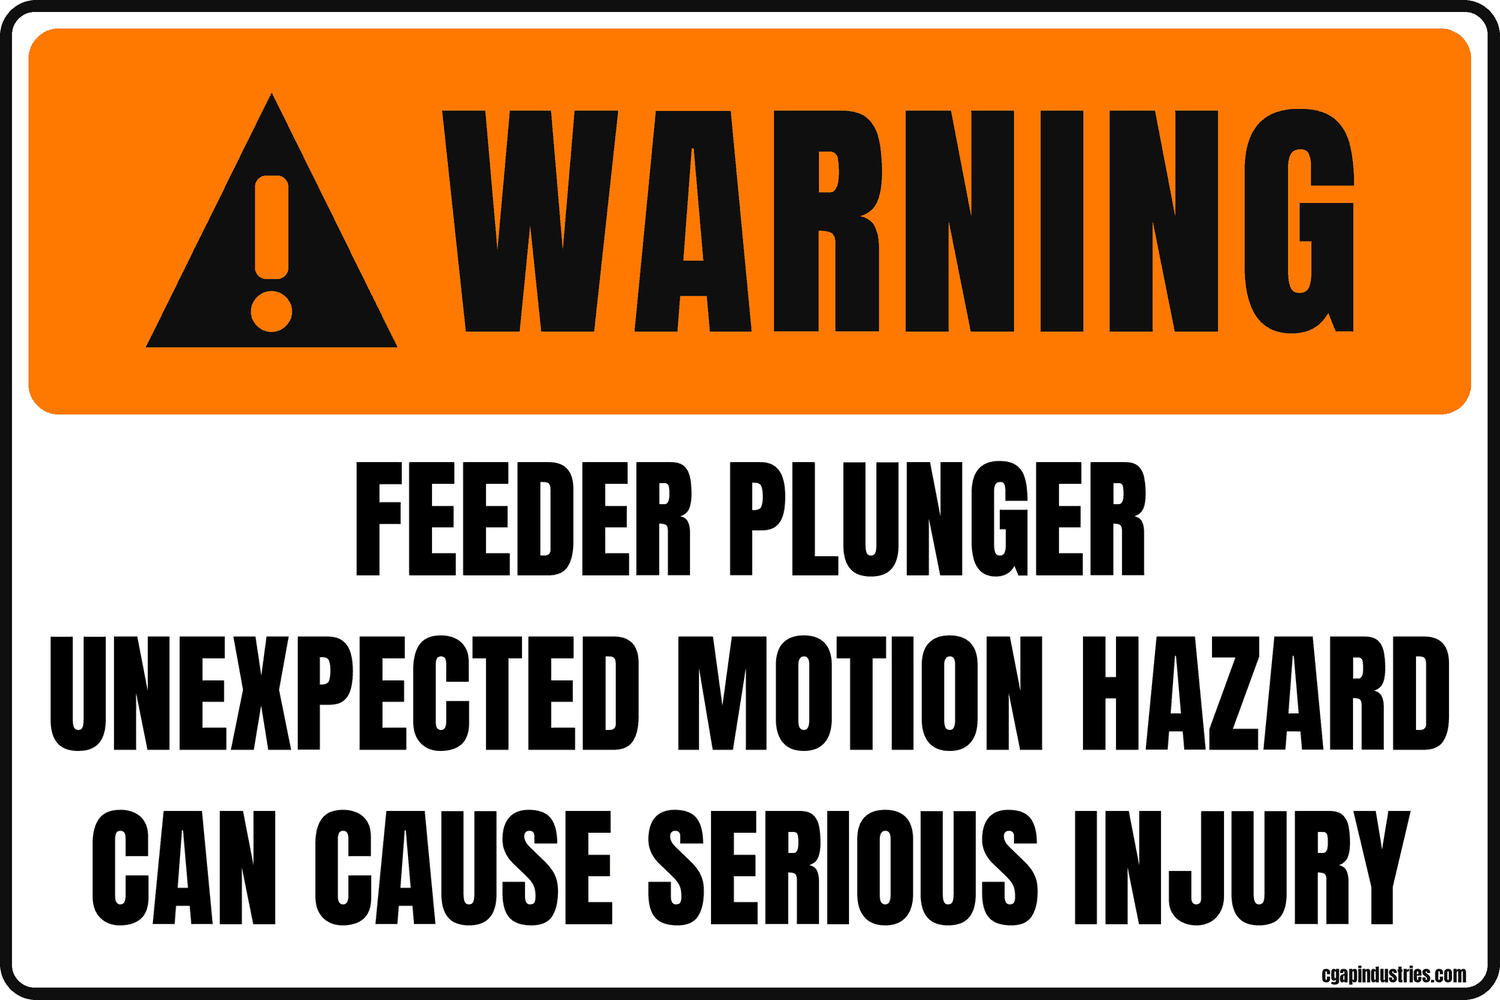 WARNING
FEEDER PLUNGER
UNEXPECTED MOTION HAZARD
CAN CAUSE SERIOUS INJURY
cgapindustries.com